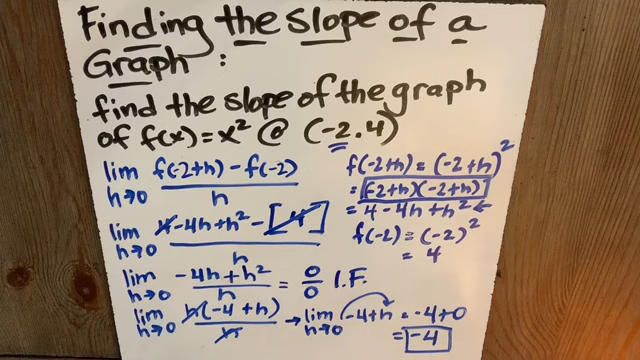 Finding the slope of a
Graph :
find the slope of the graph
of f(x) = x² @ (-2.4)
lim h→0 f(-2+h) - f(-2) / h
lim h→0 4 - 4h + h² - [4] / h
lim h→0 -4h + h² / h = 0/0 I.F.
lim h→0 h(-4 + h) / h → lim h→0 (-4+h = -4+0
= -4
f(-2+h) = (-2+h)²
= (-2+h)(-2+h)
= 4 - 4h + h² ←
f(-2) = (-2)²
= 4